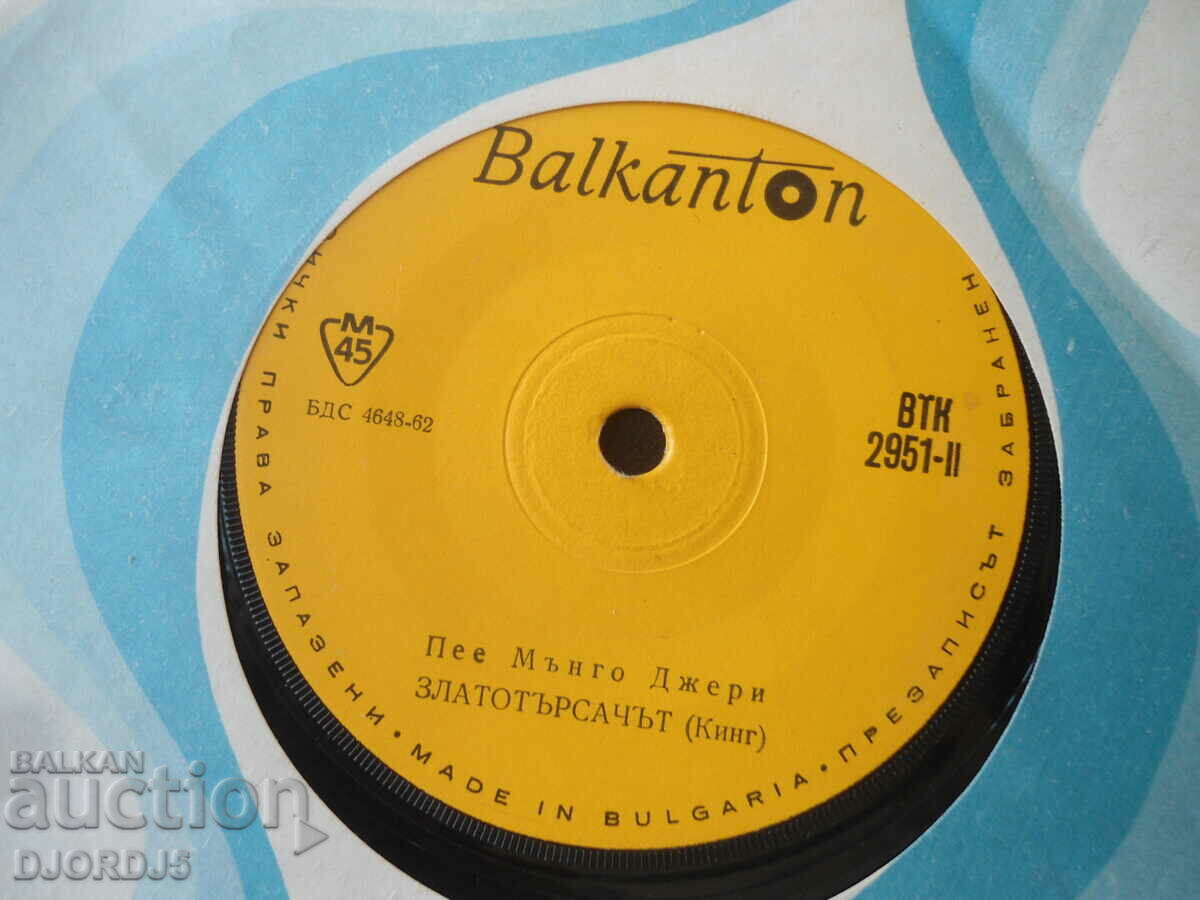 Balkanton
M
45
БДС 4648-62
ВТК
2951-II
Пее Мънго Джери
ЗЛАТОТЪРСАЧЪТ (Кинг)
ПРАВА ЗАПАЗЕНИ • MADE IN BULGARIA • ПРЕЗАПИСЪТ ЗАБРАНЕН
BALKAN
auction
DJORDJ5